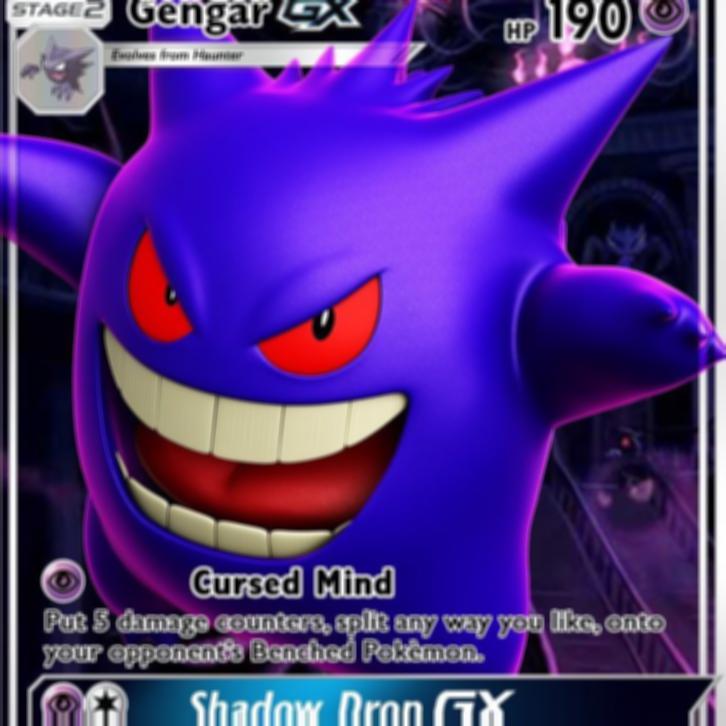 STAGE 2 Gengar GX HP 190
Evolves from Haunter
Cursed Mind
Put 5 damage counters, split any way you like, onto
your opponent's Benched Pokémon.
Shadow Drop GX